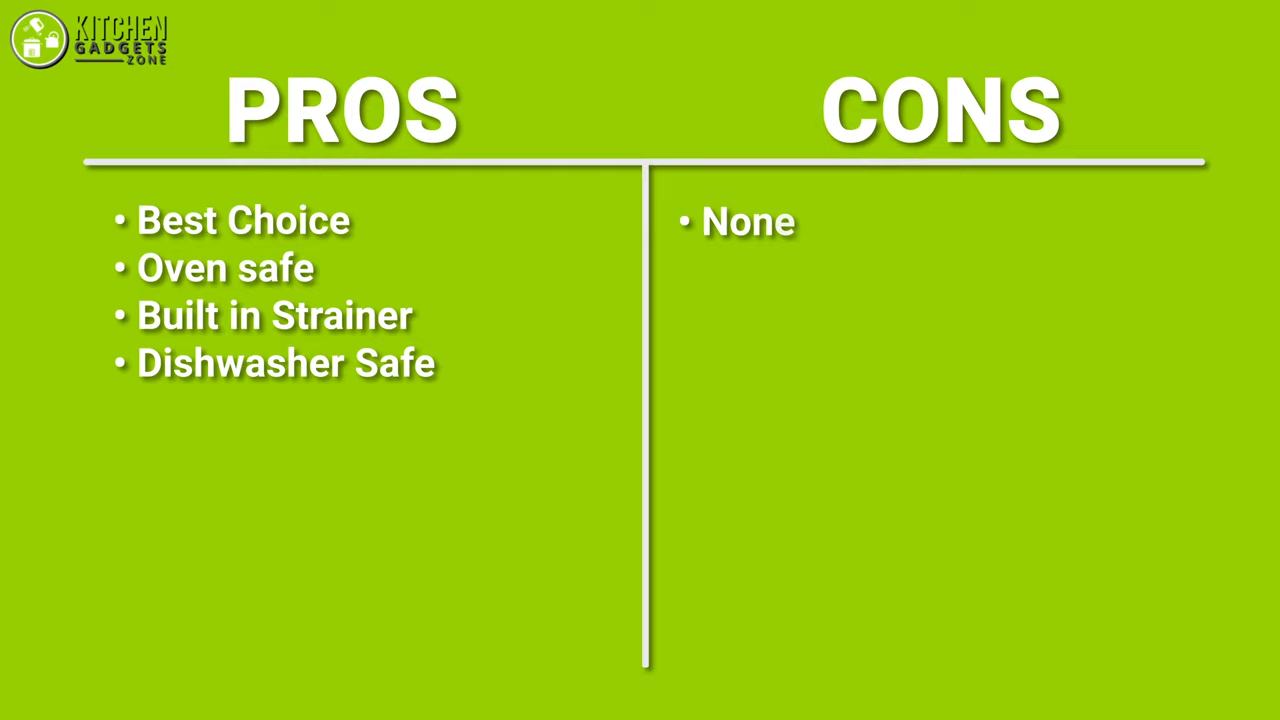 KITCHEN
GADGETS
ZONE
PROS
CONS
• Best Choice
• Oven safe
• Built in Strainer
• Dishwasher Safe
• None